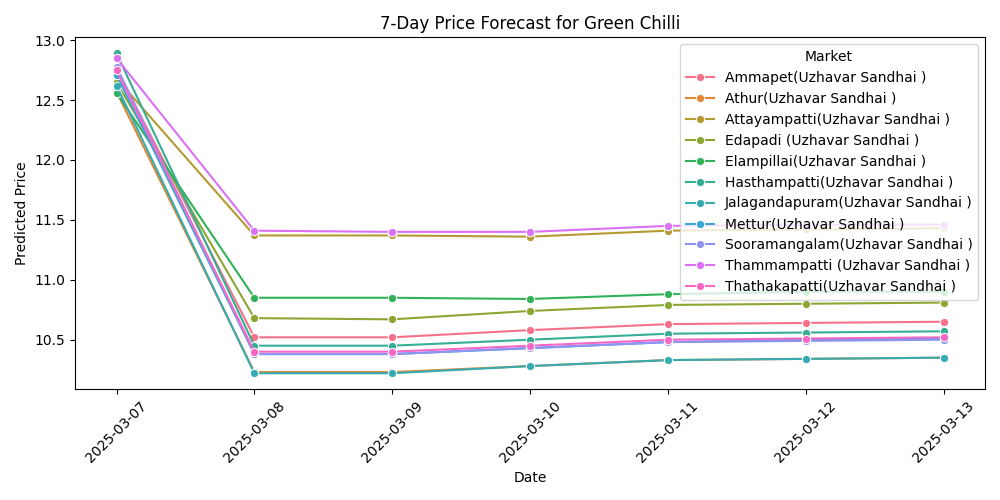 7-Day Price Forecast for Green Chilli
Market
Ammapet(Uzhavar Sandhai )
Athur(Uzhavar Sandhai )
Attayampatti(Uzhavar Sandhai )
Edapadi (Uzhavar Sandhai )
Elampillai(Uzhavar Sandhai )
Hasthampatti(Uzhavar Sandhai )
Jalagandapuram(Uzhavar Sandhai )
Mettur(Uzhavar Sandhai )
Sooramangalam(Uzhavar Sandhai )
Thammampatti (Uzhavar Sandhai )
Thathakapatti(Uzhavar Sandhai )
Predicted Price
13.0
12.5
12.0
11.5
11.0
10.5
2025-03-07
2025-03-08
2025-03-09
2025-03-10
2025-03-11
2025-03-12
2025-03-13
Date